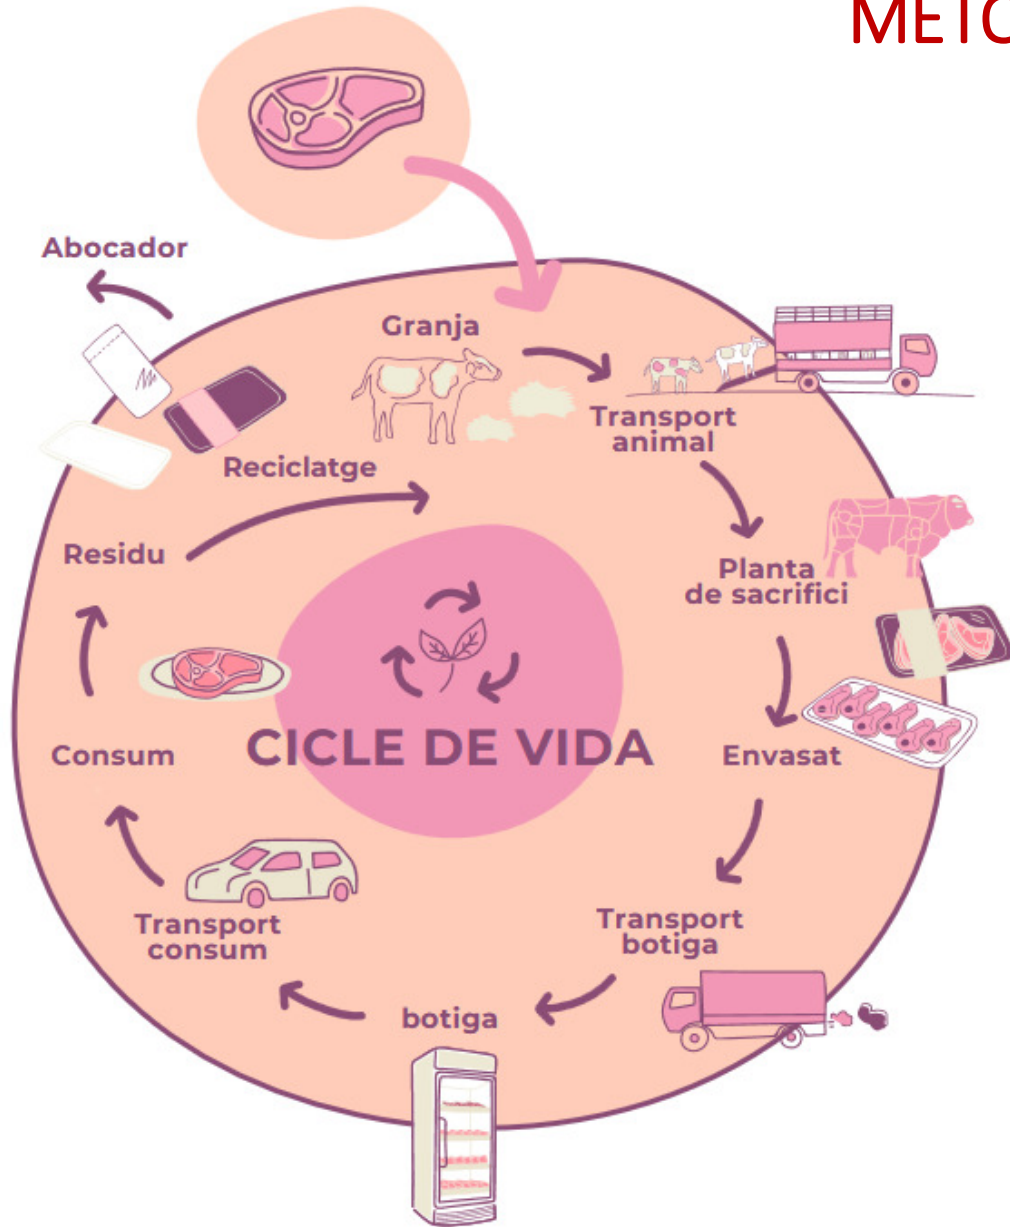 METO
Abocador
Granja
Transport
animal
Reciclatge
Residu
Planta
de sacrifici
CICLE DE VIDA
Consum
Envasat
Transport
consum
Transport
botiga
botiga